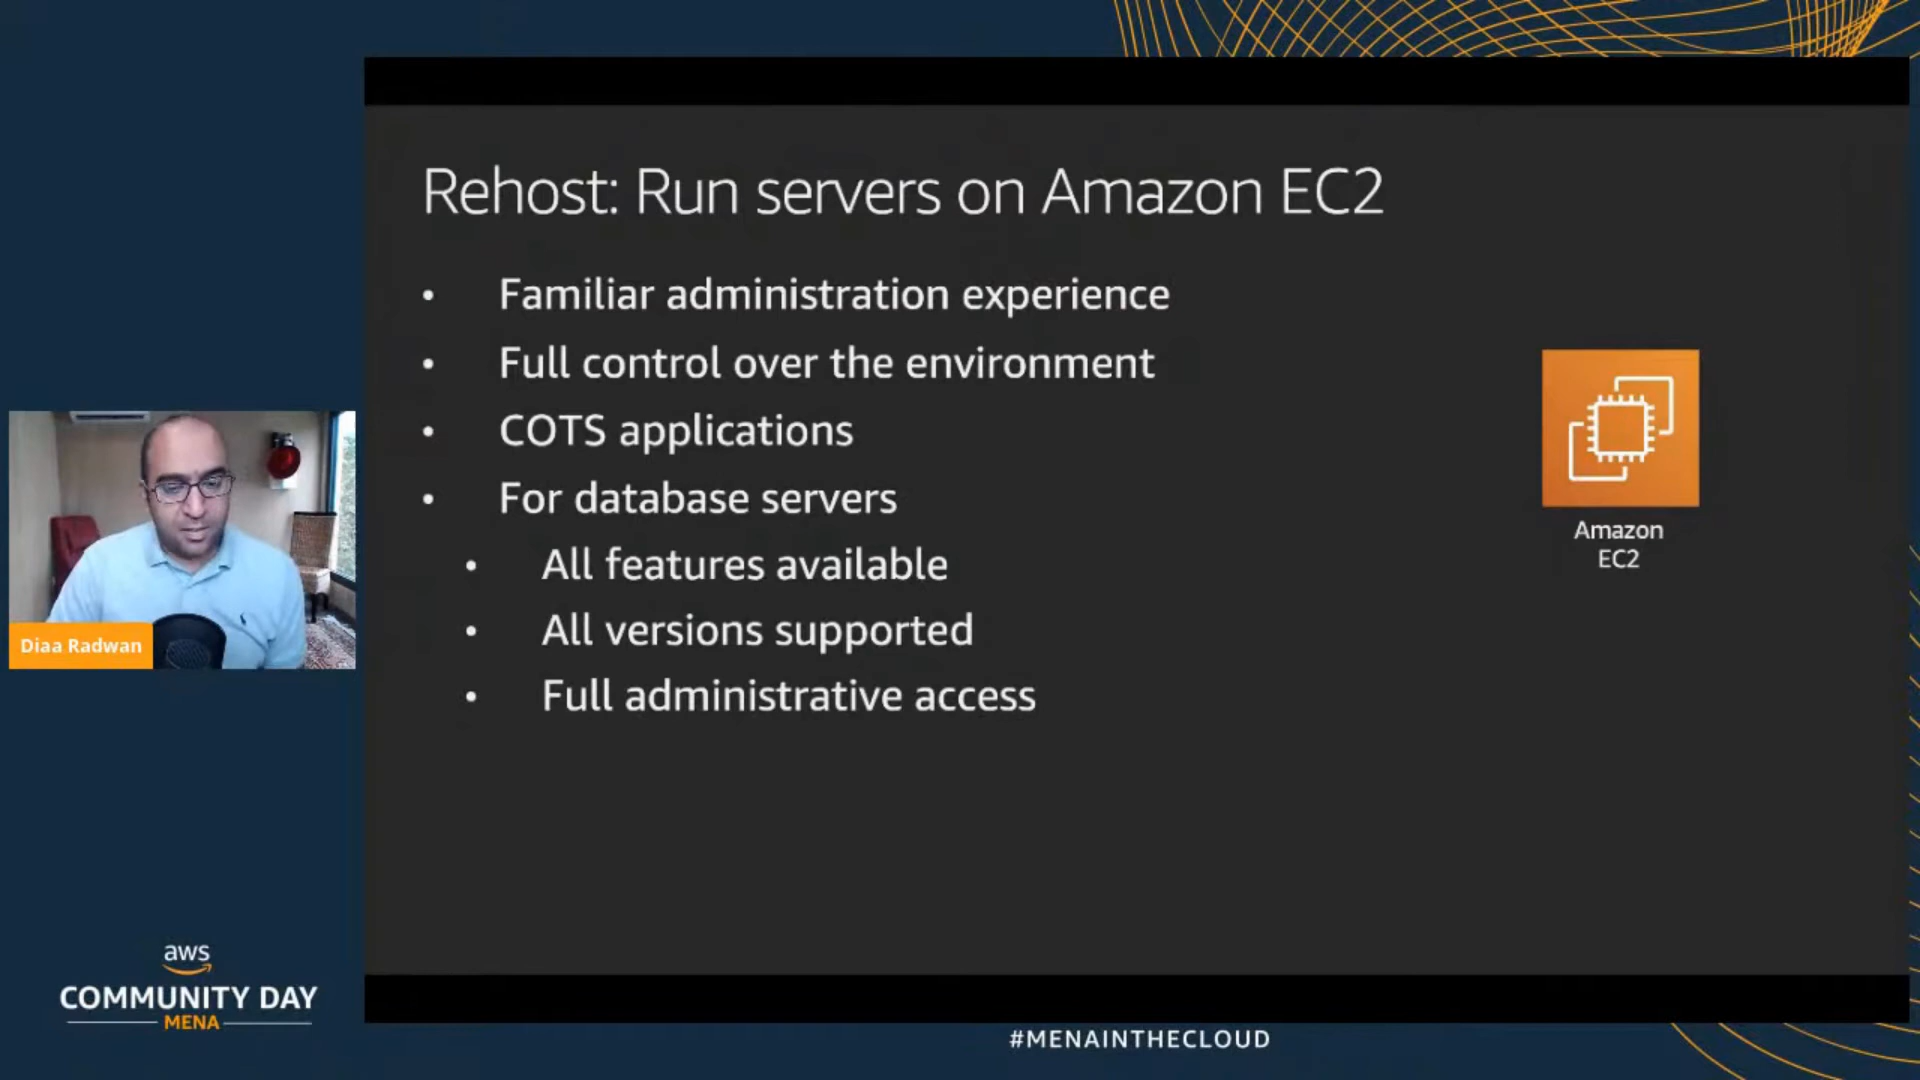 Rehost: Run servers on Amazon EC2
• Familiar administration experience
• Full control over the environment
• COTS applications
• For database servers
• All features available
• All versions supported
• Full administrative access
Amazon
EC2
Diaa Radwan
aws
COMMUNITY DAY
MENA
#MENAINTHECLOUD